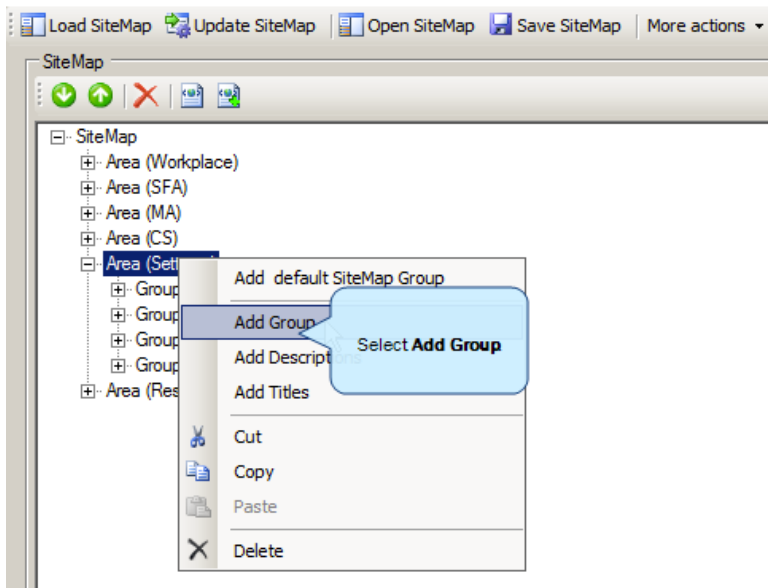 Load SiteMap Update SiteMap Open SiteMap Save SiteMap More actions
SiteMap
SiteMap
Area (Workplace)
Area (SFA)
Area (MA)
Area (CS)
Area (Sett
Add  default SiteMap Group
Group
Add Group
Group
Select Add Group
Group
Add Descript ns
Group
Area (Res
Add Titles
Cut
Copy
Paste
Delete